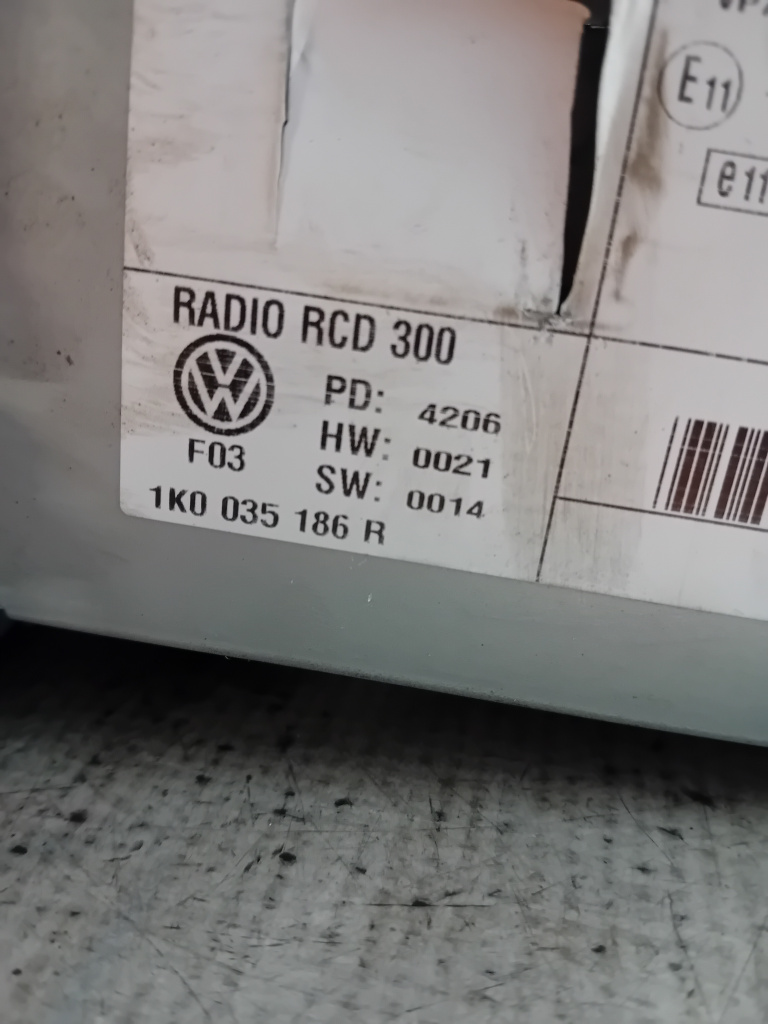 E11
e11
RADIO RCD 300
PD: 4206
HW: 0021
F03
SW: 0014
1K0 035 186 R